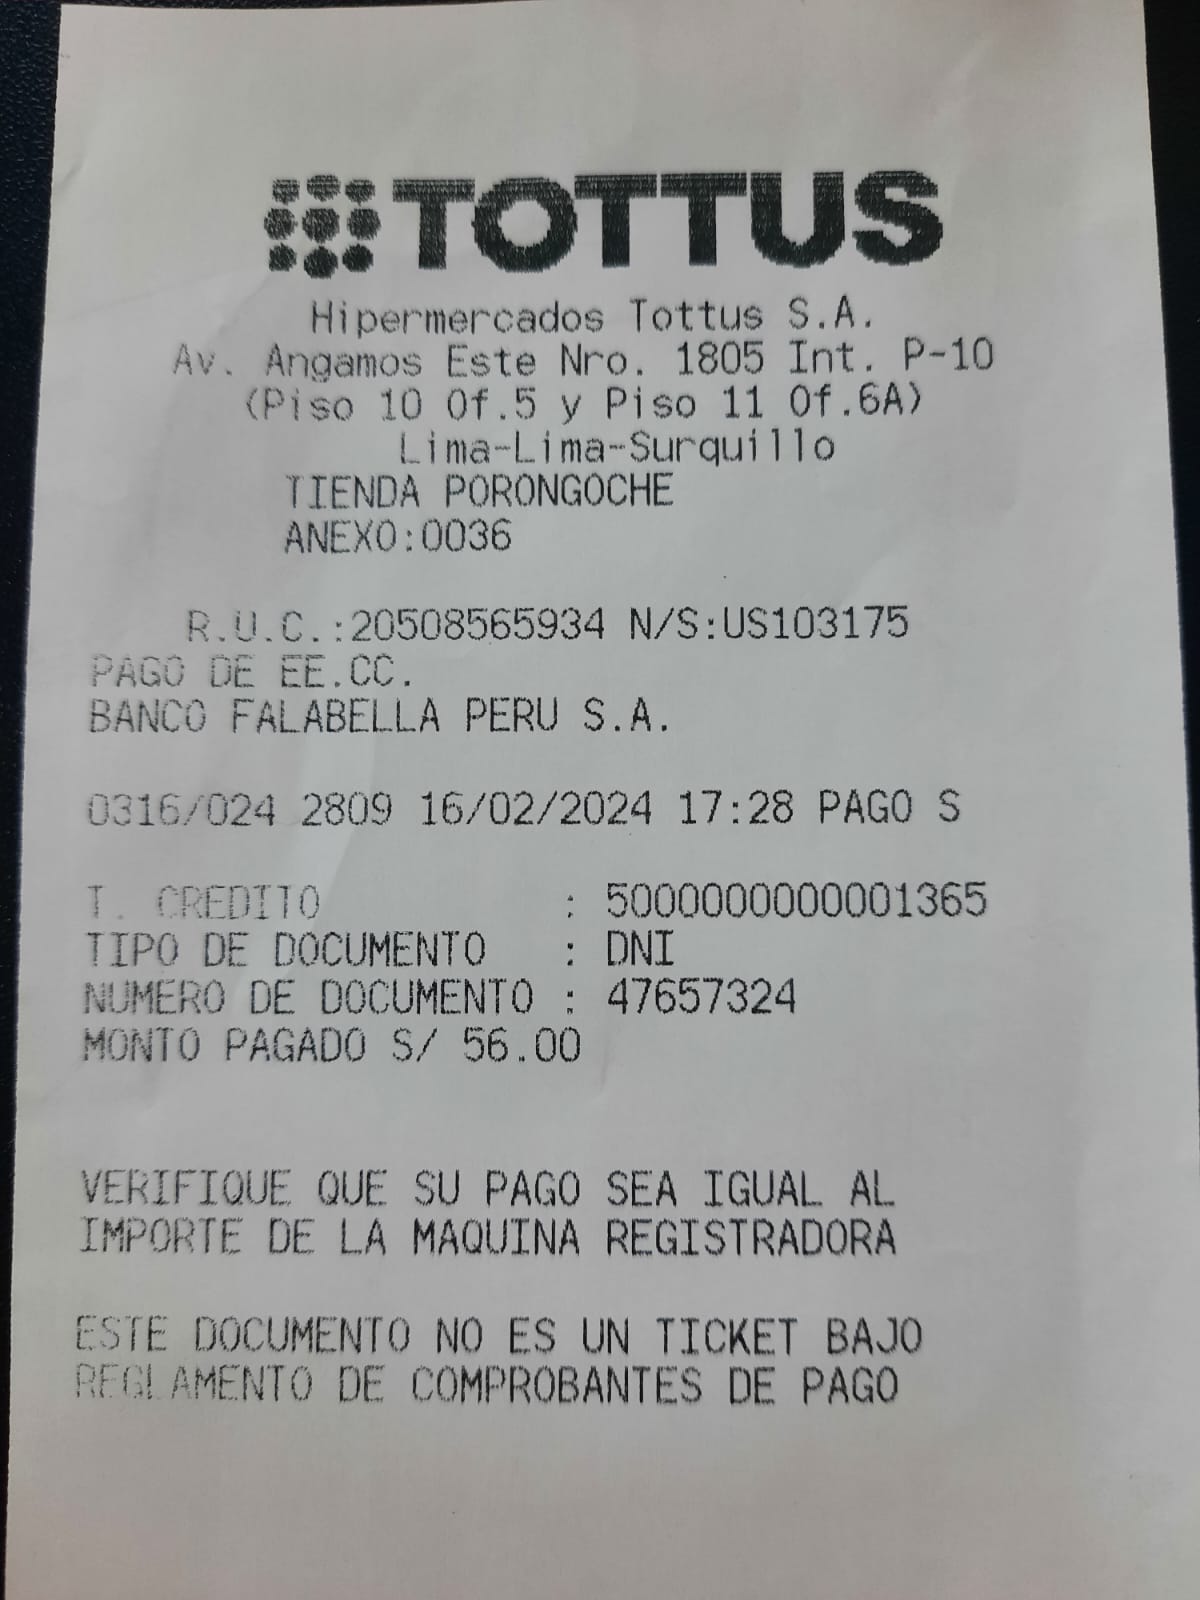 TOTTUS
Hipermercados Tottus S.A.
Av. Angamos Este Nro. 1805 Int. P-10
(Piso 10 Of.5 y Piso 11 Of.6A)
Lima-Lima-Surquillo
TIENDA PORONGOCHE
ANEXO:0036
R.U.C.:20508565934 N/S:US103175
PAGO DE EE.CC.
BANCO FALABELLA PERU S.A.
0316/024 2809 16/02/2024 17:28 PAGO S
T. CREDITO : 5000000000001365
TIPO DE DOCUMENTO : DNI
NUMERO DE DOCUMENTO : 47657324
MONTO PAGADO S/ 56.00
VERIFIQUE QUE SU PAGO SEA IGUAL AL
IMPORTE DE LA MAQUINA REGISTRADORA
ESTE DOCUMENTO NO ES UN TICKET BAJO
REGLAMENTO DE COMPROBANTES DE PAGO